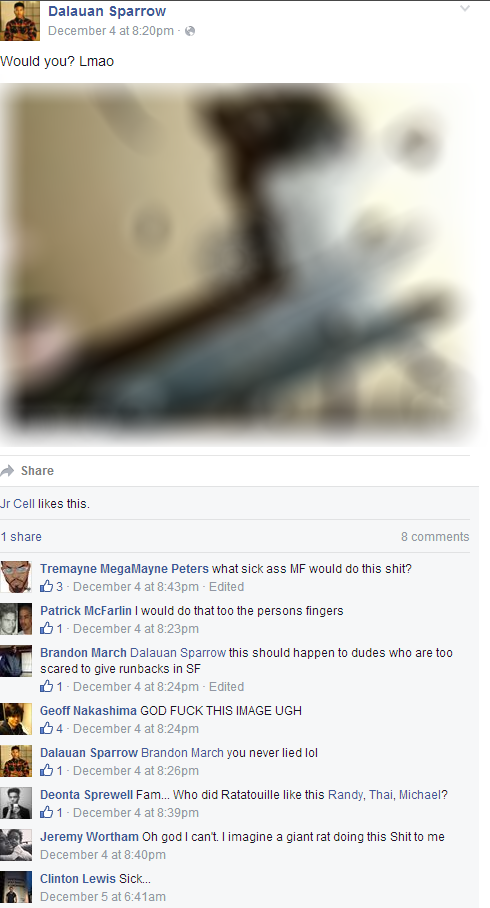 Dalauan Sparrow
December 4 at 8:20pm ·
Would you? Lmao
Share
Jr Cell likes this.
1 share 8 comments
Tremayne MegaMayne Peters what sick ass MF would do this shit?
3 · December 4 at 8:43pm · Edited
Patrick McFarlin I would do that too the persons fingers
1 · December 4 at 8:23pm
Brandon March Dalauan Sparrow this should happen to dudes who are too
scared to give runbacks in SF
1 · December 4 at 8:24pm · Edited
Geoff Nakashima GOD FUCK THIS IMAGE UGH
4 · December 4 at 8:24pm
Dalauan Sparrow Brandon March you never lied lol
1 · December 4 at 8:26pm
Deonta Sprewell Fam... Who did Ratatouille like this Randy, Thai, Michael?
1 · December 4 at 8:39pm
Jeremy Wortham Oh god I can't. I imagine a giant rat doing this Shit to me
December 4 at 8:40pm
Clinton Lewis Sick...
December 5 at 6:41am